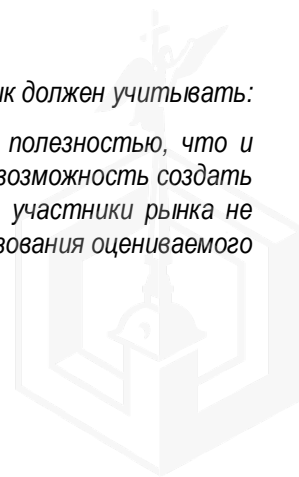 ик должен учитывать:
полезностью, что и
возможность создать
участники рынка не
зования оцениваемого